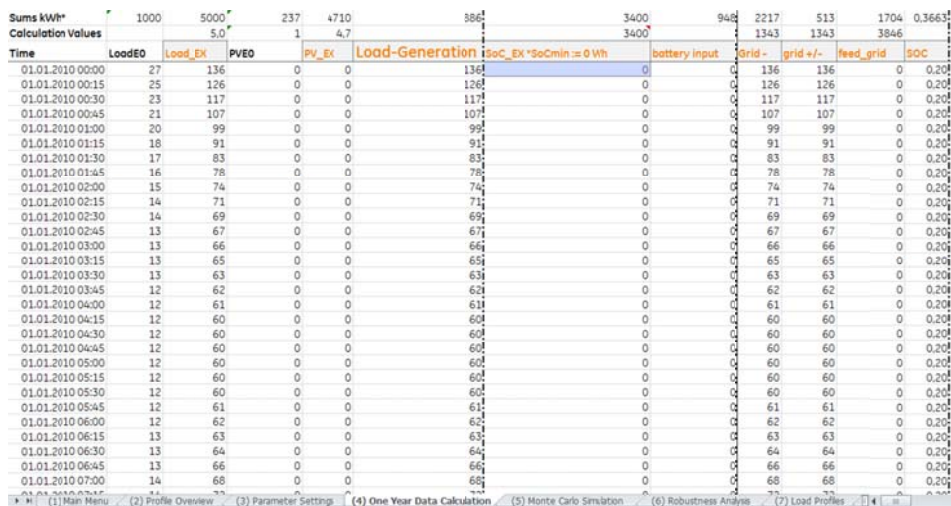 Sums kWh* 1000 5000 237 4710 886 3400 948 2217 513 1704 0,3663
Calculation Values 5,0 1 4,7 3400 1343 1343 3846
Time LoadE0 Load_EX PVE0 PV_EX Load-Generation SoC_EX *SoCmin := 0 Wh battery input Grid - grid +/- feed_grid SOC
01.01.2010 00:00 27 136 0 0 136 0 0 136 136 0 0,20
01.01.2010 00:15 25 126 0 0 126 0 0 126 126 0 0,20
01.01.2010 00:30 23 117 0 0 117 0 0 117 117 0 0,20
01.01.2010 00:45 21 107 0 0 107 0 0 107 107 0 0,20
01.01.2010 01:00 20 99 0 0 99 0 0 99 99 0 0,20
01.01.2010 01:15 18 91 0 0 91 0 0 91 91 0 0,20
01.01.2010 01:30 17 83 0 0 83 0 0 83 83 0 0,20
01.01.2010 01:45 16 78 0 0 78 0 0 78 78 0 0,20
01.01.2010 02:00 15 74 0 0 74 0 0 74 74 0 0,20
01.01.2010 02:15 14 71 0 0 71 0 0 71 71 0 0,20
01.01.2010 02:30 14 69 0 0 69 0 0 69 69 0 0,20
01.01.2010 02:45 13 67 0 0 67 0 0 67 67 0 0,20
01.01.2010 03:00 13 66 0 0 66 0 0 66 66 0 0,20
01.01.2010 03:15 13 65 0 0 65 0 0 65 65 0 0,20
01.01.2010 03:30 13 63 0 0 63 0 0 63 63 0 0,20
01.01.2010 03:45 12 62 0 0 62 0 0 62 62 0 0,20
01.01.2010 04:00 12 61 0 0 61 0 0 61 61 0 0,20
01.01.2010 04:15 12 60 0 0 60 0 0 60 60 0 0,20
01.01.2010 04:30 12 60 0 0 60 0 0 60 60 0 0,20
01.01.2010 04:45 12 60 0 0 60 0 0 60 60 0 0,20
01.01.2010 05:00 12 60 0 0 60 0 0 60 60 0 0,20
01.01.2010 05:15 12 60 0 0 60 0 0 60 60 0 0,20
01.01.2010 05:30 12 60 0 0 60 0 0 60 60 0 0,20
01.01.2010 05:45 12 61 0 0 61 0 0 61 61 0 0,20
01.01.2010 06:00 12 62 0 0 62 0 0 62 62 0 0,20
01.01.2010 06:15 13 63 0 0 63 0 0 63 63 0 0,20
01.01.2010 06:30 13 64 0 0 64 0 0 64 64 0 0,20
01.01.2010 06:45 13 66 0 0 66 0 0 66 66 0 0,20
01.01.2010 07:00 14 68 0 0 68 0 0 68 68 0 0,20
(1) Main Menu (2) Profile Overview (3) Parameter Settings (4) One Year Data Calculation (5) Monte Carlo Simulation (6) Robustness Analysis (7) Load Profiles